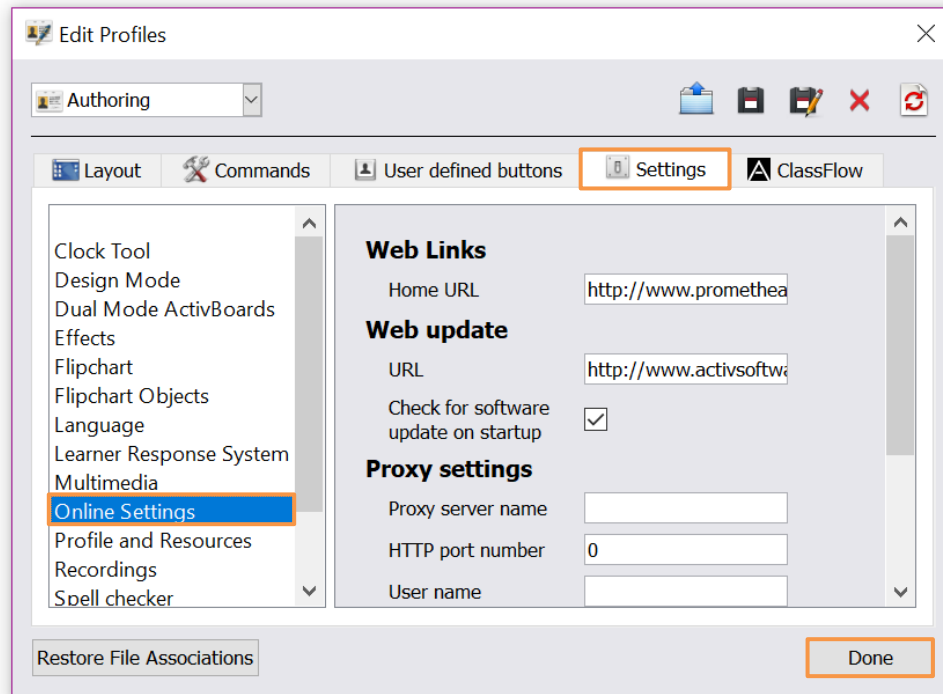 Edit Profiles
Authoring
Layout
Commands
User defined buttons
Settings
ClassFlow
Clock Tool
Design Mode
Dual Mode ActivBoards
Effects
Flipchart
Flipchart Objects
Language
Learner Response System
Multimedia
Online Settings
Profile and Resources
Recordings
Spell checker
Web Links
Home URL http://www.promethea
Web update
URL http://www.activsoftwa
Check for software
update on startup
Proxy settings
Proxy server name
HTTP port number 0
User name
Restore File Associations
Done